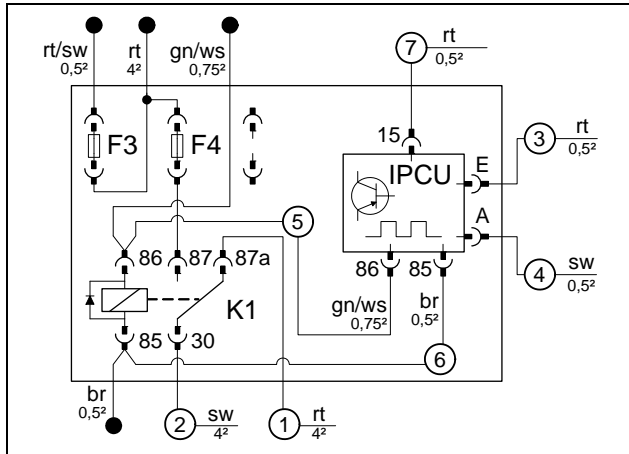 rt/sw
0,5²
rt
4²
gn/ws
0,75²
7
rt
0,5²
F3
F4
15
IPCU
E
3
rt
0,5²
A
4
sw
0,5²
5
86
87
87a
K1
85
30
86
85
gn/ws
0,75²
br
0,5²
6
br
0,5²
2
sw
4²
1
rt
4²